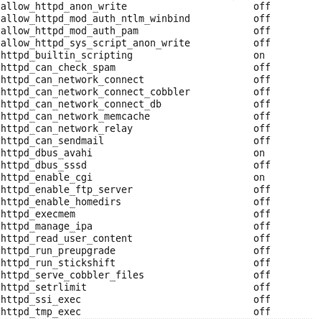 allow_httpd_anon_write off
allow_httpd_mod_auth_ntlm_winbind off
allow_httpd_mod_auth_pam off
allow_httpd_sys_script_anon_write off
httpd_builtin_scripting on
httpd_can_check_spam off
httpd_can_network_connect off
httpd_can_network_connect_cobbler off
httpd_can_network_connect_db off
httpd_can_network_memcache off
httpd_can_network_relay off
httpd_can_sendmail off
httpd_dbus_avahi on
httpd_dbus_sssd off
httpd_enable_cgi on
httpd_enable_ftp_server off
httpd_enable_homedirs off
httpd_execmem off
httpd_manage_ipa off
httpd_read_user_content off
httpd_run_preupgrade off
httpd_run_stickshift off
httpd_serve_cobbler_files off
httpd_setrlimit off
httpd_ssi_exec off
httpd_tmp_exec off